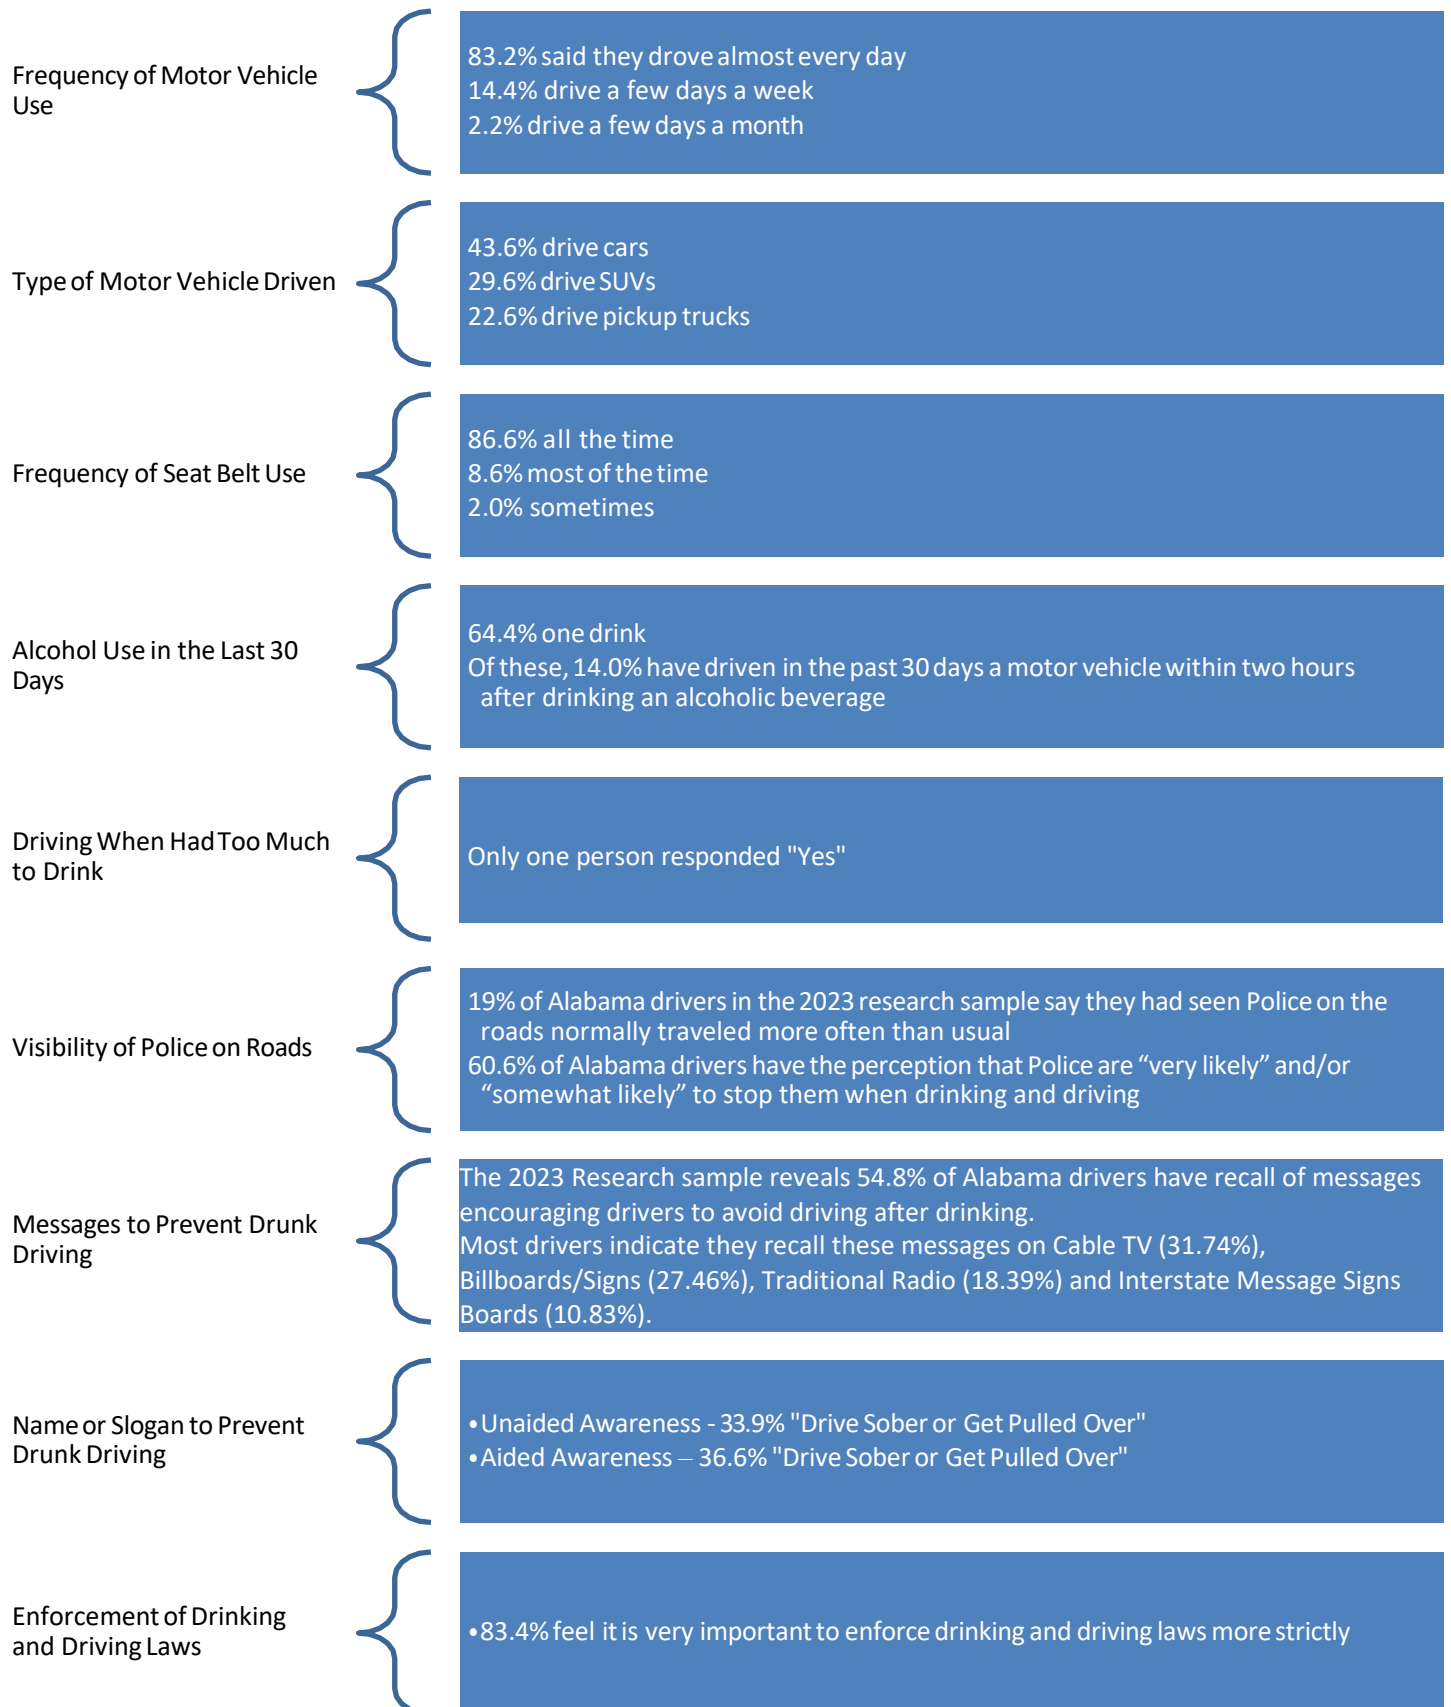 Frequency of Motor Vehicle
Use
83.2% said they drove almost every day
14.4% drive a few days a week
2.2% drive a few days a month
Type of Motor Vehicle Driven
43.6% drive cars
29.6% drive SUVs
22.6% drive pickup trucks
Frequency of Seat Belt Use
86.6% all the time
8.6% most of the time
2.0% sometimes
Alcohol Use in the Last 30
Days
64.4% one drink
Of these, 14.0% have driven in the past 30 days a motor vehicle within two hours
after drinking an alcoholic beverage
Driving When Had Too Much
to Drink
Only one person responded "Yes"
Visibility of Police on Roads
19% of Alabama drivers in the 2023 research sample say they had seen Police on the
roads normally traveled more often than usual
60.6% of Alabama drivers have the perception that Police are “very likely” and/or
“somewhat likely” to stop them when drinking and driving
Messages to Prevent Drunk
Driving
The 2023 Research sample reveals 54.8% of Alabama drivers have recall of messages
encouraging drivers to avoid driving after drinking.
Most drivers indicate they recall these messages on Cable TV (31.74%),
Billboards/Signs (27.46%), Traditional Radio (18.39%) and Interstate Message Signs
Boards (10.83%).
Name or Slogan to Prevent
Drunk Driving
•Unaided Awareness - 33.9% "Drive Sober or Get Pulled Over"
•Aided Awareness – 36.6% "Drive Sober or Get Pulled Over"
Enforcement of Drinking
and Driving Laws
•83.4% feel it is very important to enforce drinking and driving laws more strictly